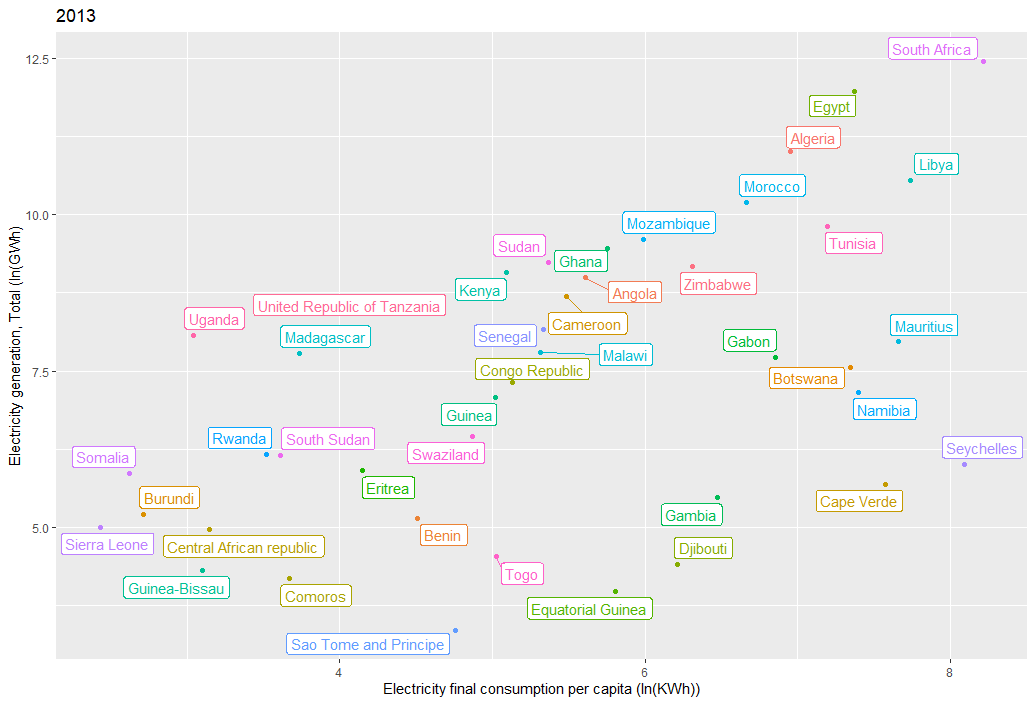 2013
South Africa
12.5
Egypt
Algeria
Libya
Morocco
10.0
Mozambique
Sudan
Tunisia
Ghana
Kenya
Angola
Zimbabwe
United Republic of Tanzania
Uganda
Cameroon
Mauritius
Senegal
Madagascar
Gabon
Malawi
7.5
Congo Republic
Botswana
Guinea
Namibia
Rwanda
South Sudan
Swaziland
Seychelles
Somalia
Eritrea
Burundi
Cape Verde
Gambia
5.0
Benin
Sierra Leone
Central African republic
Djibouti
Togo
Guinea-Bissau
Comoros
Equatorial Guinea
Sao Tome and Principe
4
6
8
Electricity final consumption per capita (ln(KWh))
Electricity generation, Total (ln(GWh)